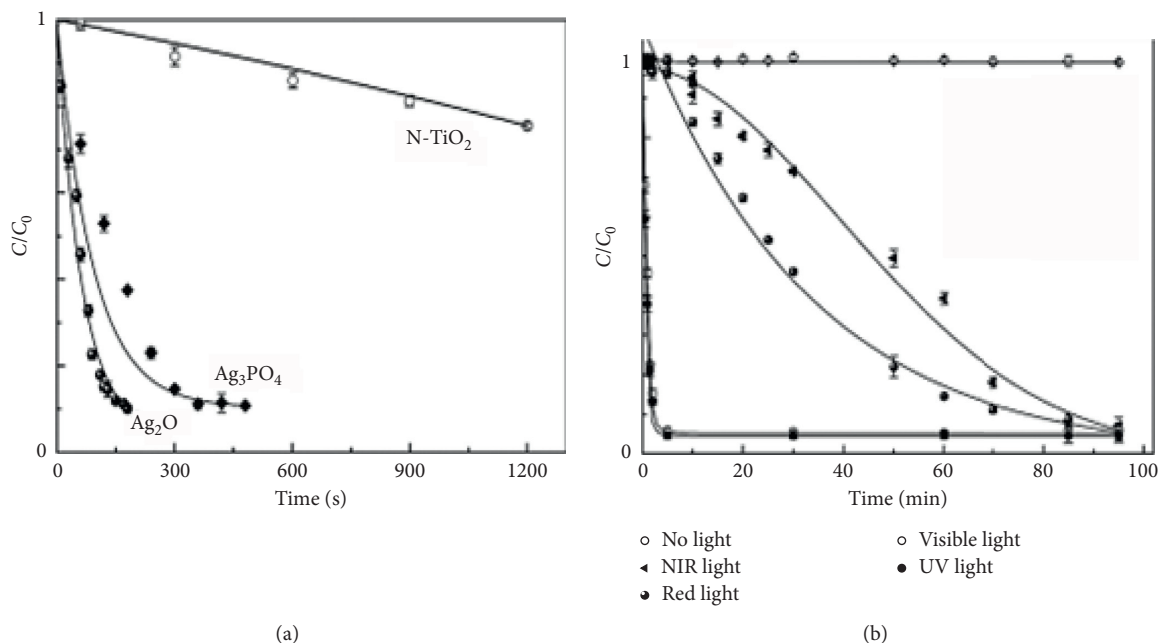 1
C/C0
0
N-TiO2
Ag3PO4
Ag2O
0
300
600
900
1200
Time (s)
(a)
1
C/C0
0
0
20
40
60
80
100
Time (min)
No light
NIR light
Red light
Visible light
UV light
(b)